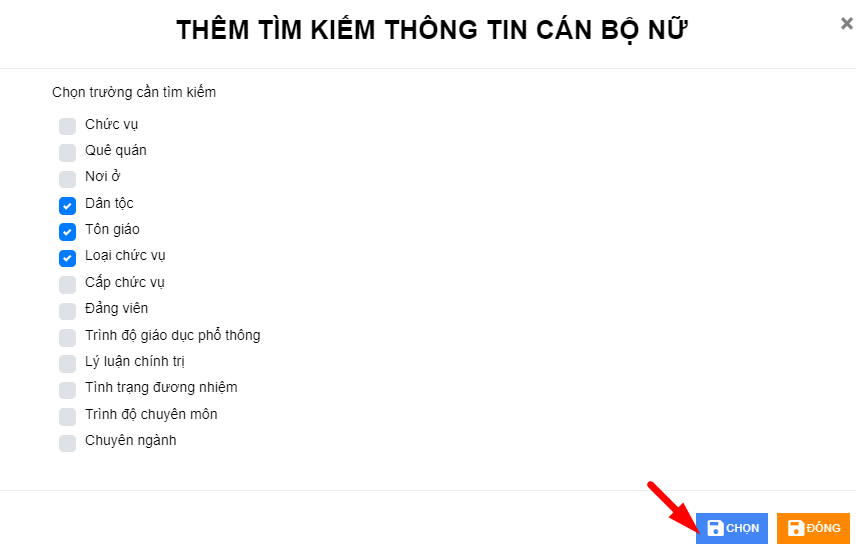 THÊM TÌM KIẾM THÔNG TIN CÁN BỘ NỮ
×
Chọn trường cần tìm kiếm
Chức vụ
Quê quán
Nơi ở
Dân tộc
Tôn giáo
Loại chức vụ
Cấp chức vụ
Đảng viên
Trình độ giáo dục phổ thông
Lý luận chính trị
Tình trạng đương nhiệm
Trình độ chuyên môn
Chuyên ngành
CHỌN
ĐÓNG